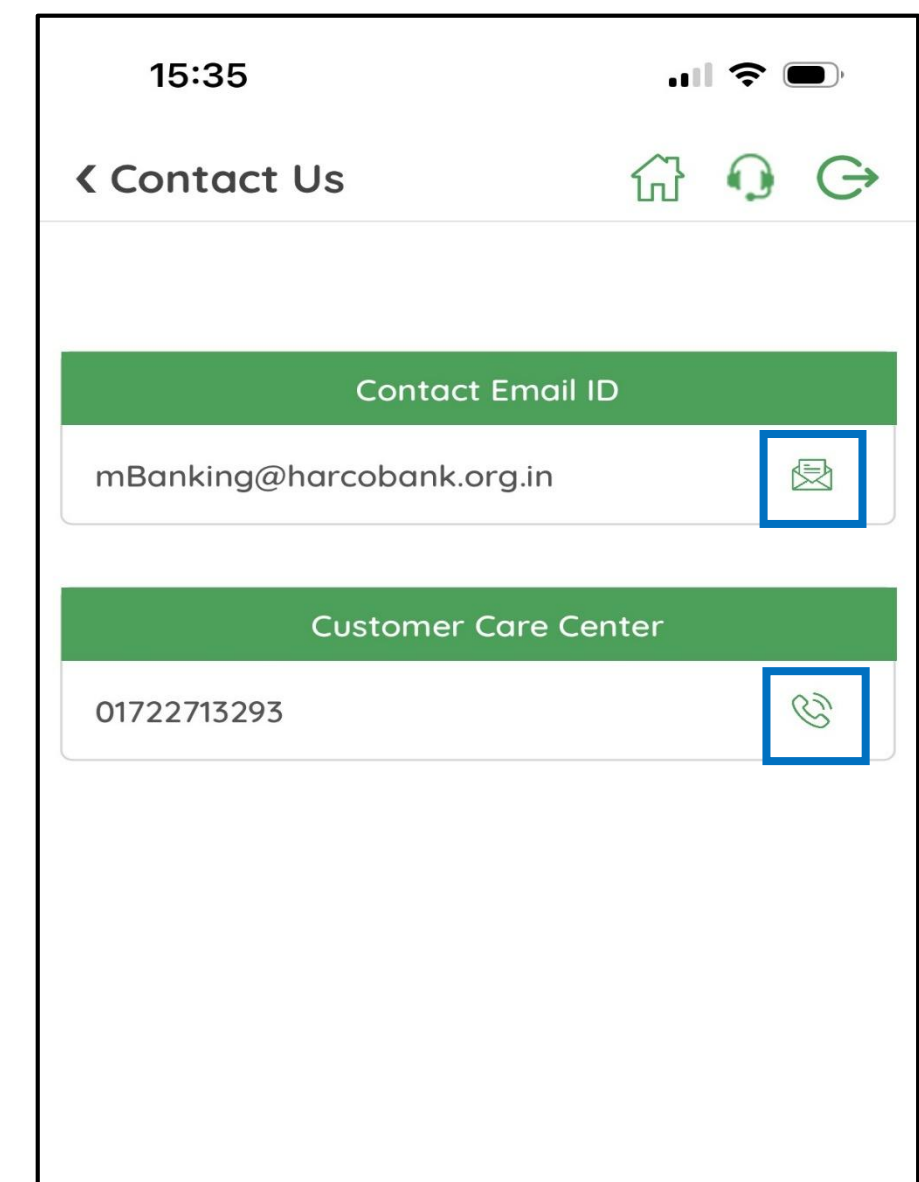 15:35
Contact Us
Contact Email ID
mBanking@harcobank.org.in
Customer Care Center
01722713293